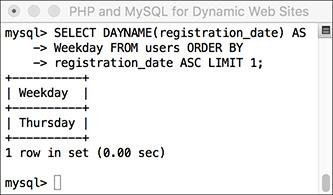 PHP and MySQL for Dynamic Web Sites
mysql> SELECT DAYNAME(registration_date) AS
    -> Weekday FROM users ORDER BY
    -> registration_date ASC LIMIT 1;
+----------+
| Weekday  |
+----------+
| Thursday |
+----------+
1 row in set (0.00 sec)
mysql>